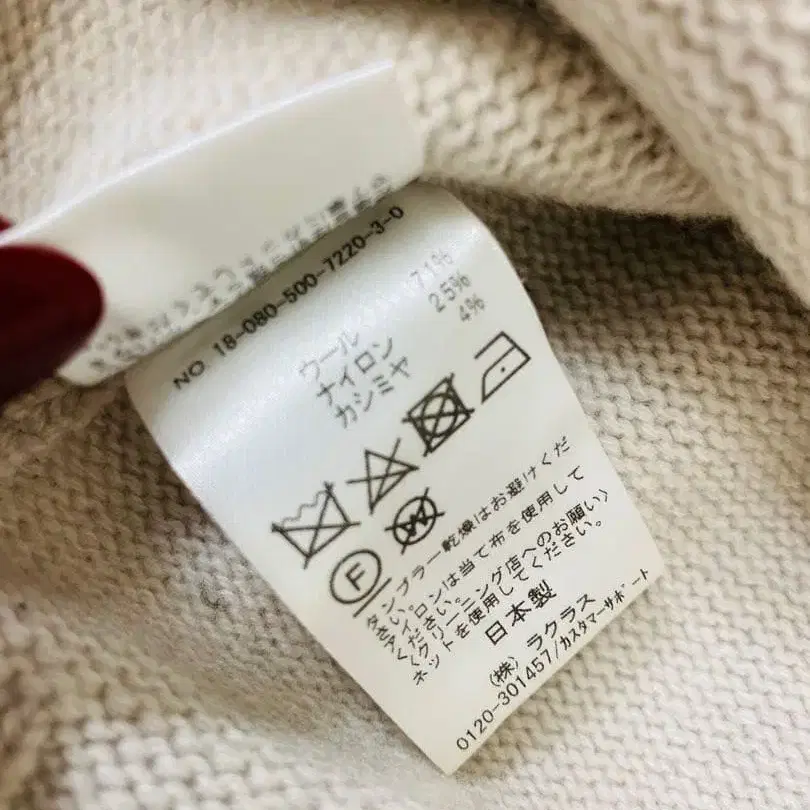 NO 18-080-500-7220-3-0
ウール 71%
ナイロン 25%
カシミヤ 4%
F
タンブラー乾燥はお避けくだ
さい。
アイロンは当て布を使用して
ください。
〈クリーニング店へのお願い〉
ネットを使用してください。
日本製
(株) ラクラス
0120-301457/カスタマーサポート